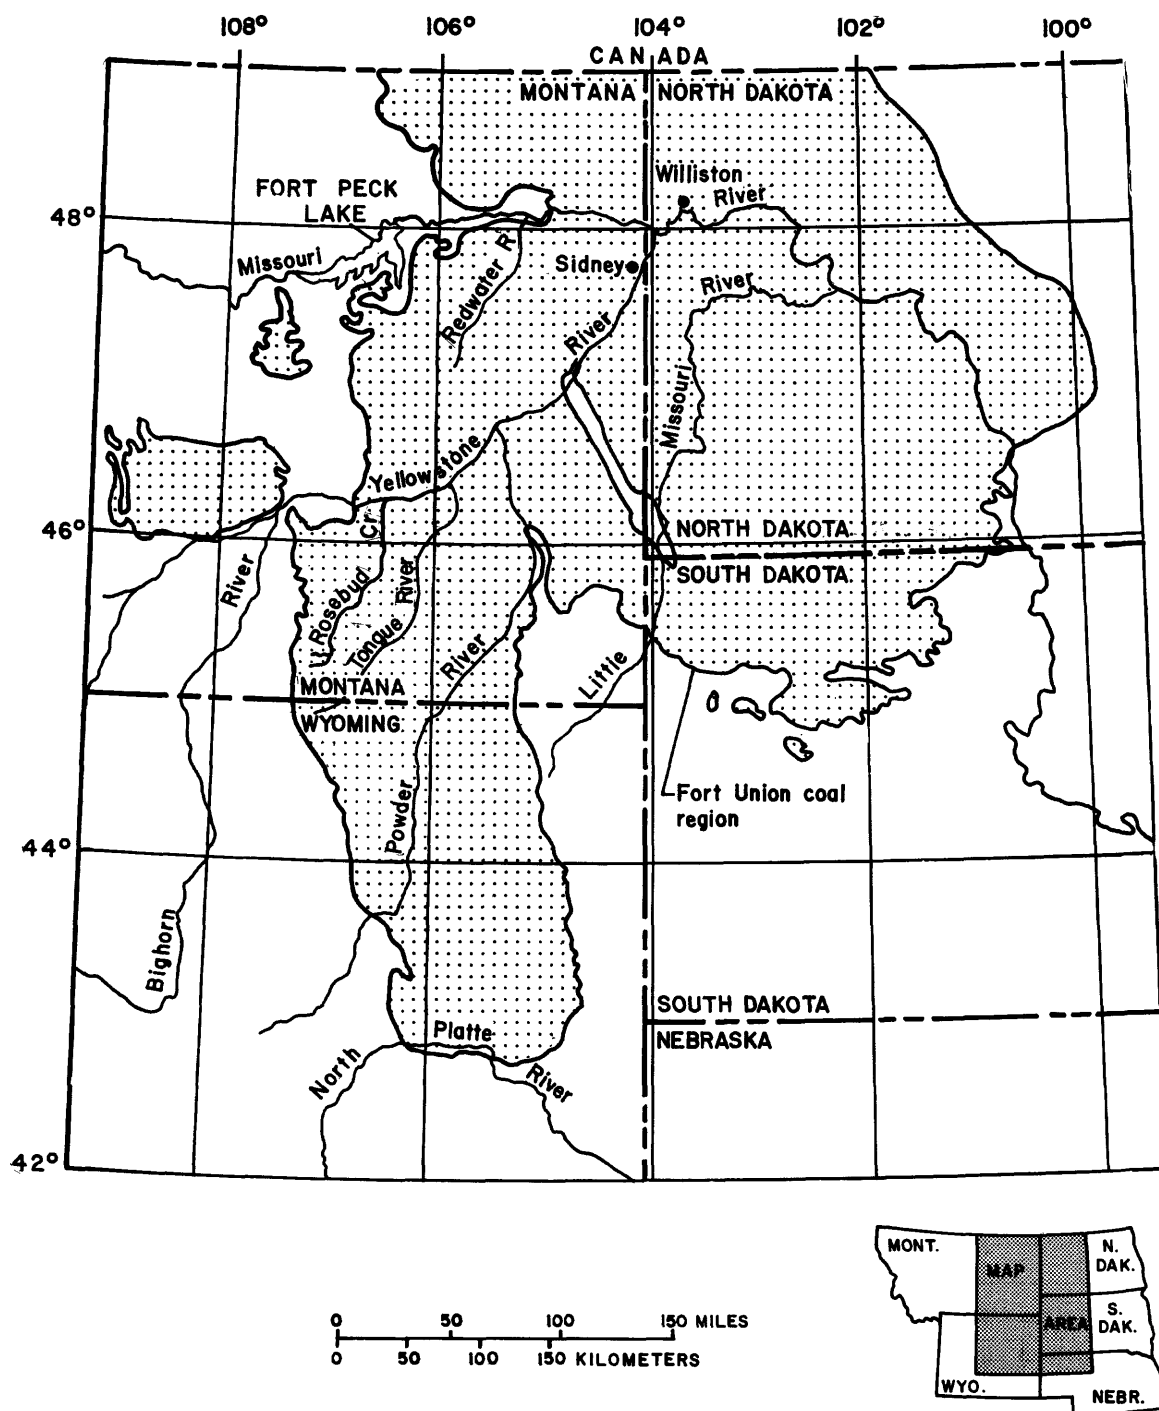 108° 106° 104° 102° 100°
CANADA
MONTANA NORTH DAKOTA
Williston
River
FORT PECK
LAKE
48°
Missouri
Redwater R
Sidney
River
River
Missouri
Yellowstone
46°
NORTH DAKOTA
SOUTH DAKOTA
River
Rosebud Cr
Tongue River
River
Little
MONTANA
WYOMING
Fort Union coal
region
Powder
44°
Bighorn
SOUTH DAKOTA
NEBRASKA
Platte
North
River
42°
MONT.
N.
DAK.
MAP
S.
DAK.
AREA
WYO.
NEBR.
0 50 100 150 MILES
0 50 100 150 KILOMETERS